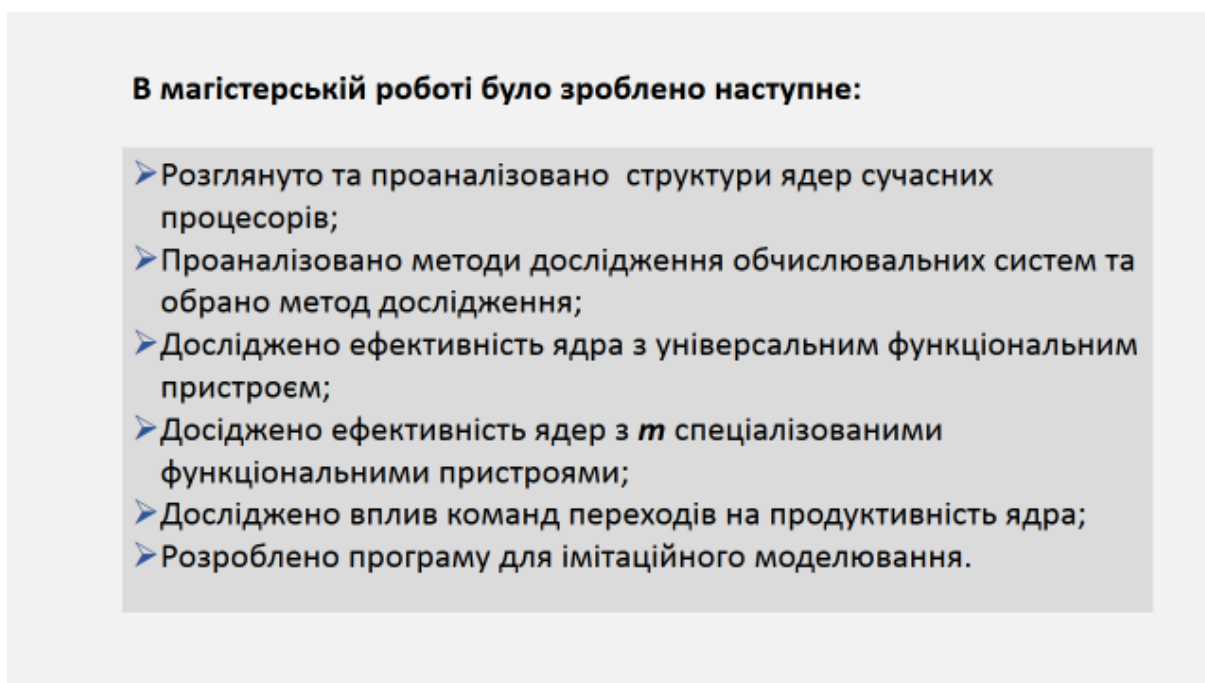 В магістерській роботі було зроблено наступне:
➢Розглянуто та проаналізовано структури ядер сучасних
процесорів;
➢Проаналізовано методи дослідження обчислювальних систем та
обрано метод дослідження;
➢Досліджено ефективність ядра з універсальним функціональним
пристроєм;
➢Досіджено ефективність ядер з m спеціалізованими
функціональними пристроями;
➢Досліджено вплив команд переходів на продуктивність ядра;
➢Розроблено програму для імітаційного моделювання.